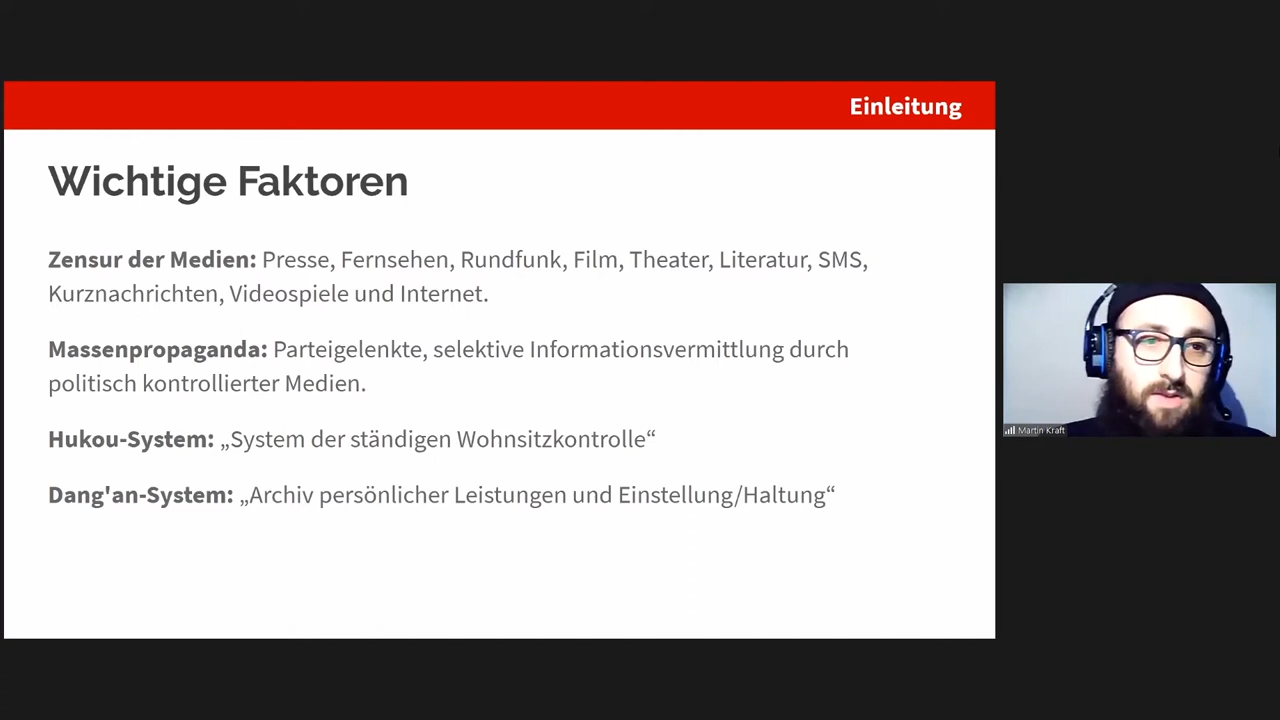 Einleitung
Wichtige Faktoren
Zensur der Medien: Presse, Fernsehen, Rundfunk, Film, Theater, Literatur, SMS,
Kurznachrichten, Videospiele und Internet.
Massenpropaganda: Parteigelenkte, selektive Informationsvermittlung durch
politisch kontrollierter Medien.
Hukou-System: „System der ständigen Wohnsitzkontrolle“
Dang'an-System: „Archiv persönlicher Leistungen und Einstellung/Haltung“
Martin Kraft